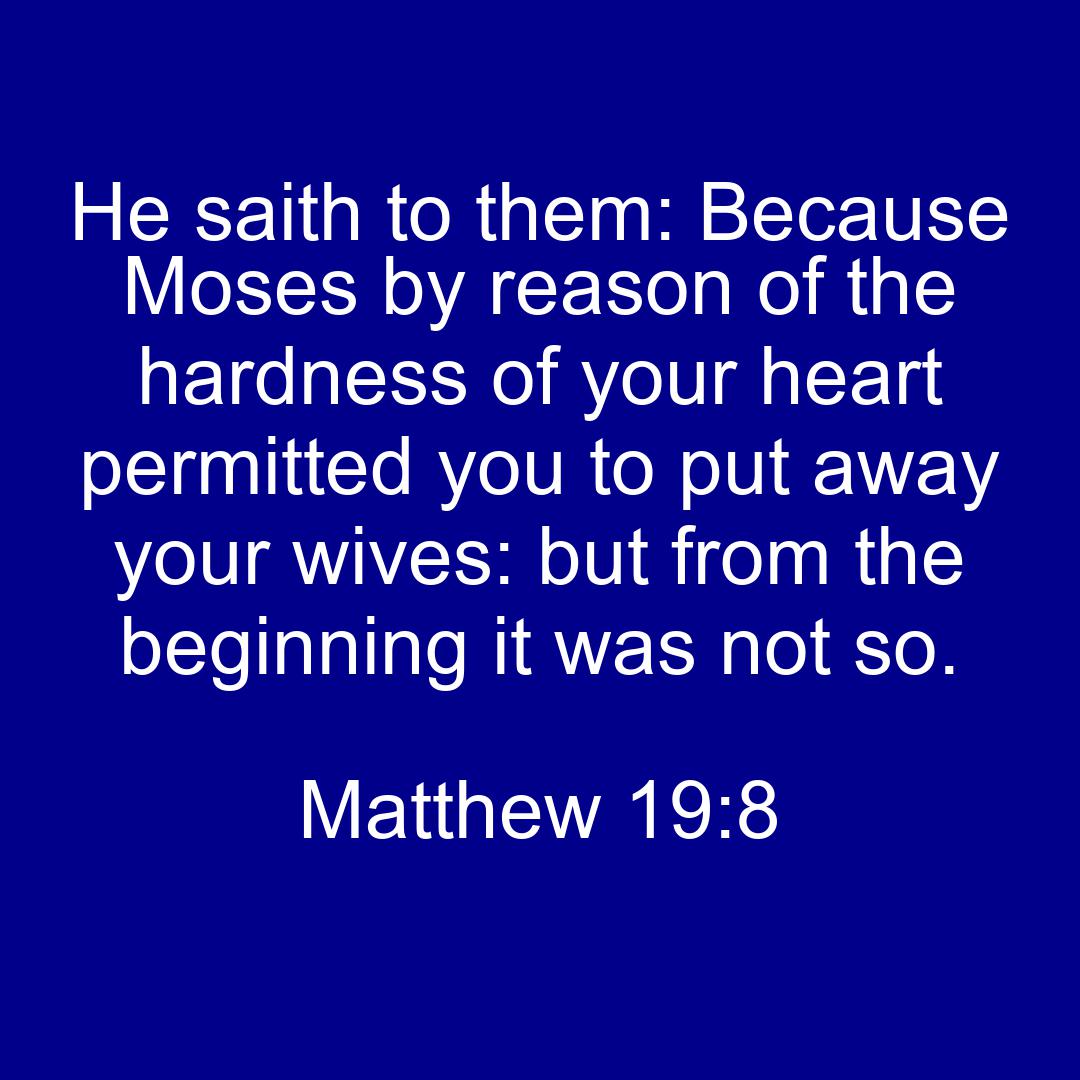 He saith to them: Because
Moses by reason of the
hardness of your heart
permitted you to put away
your wives: but from the
beginning it was not so.
Matthew 19:8